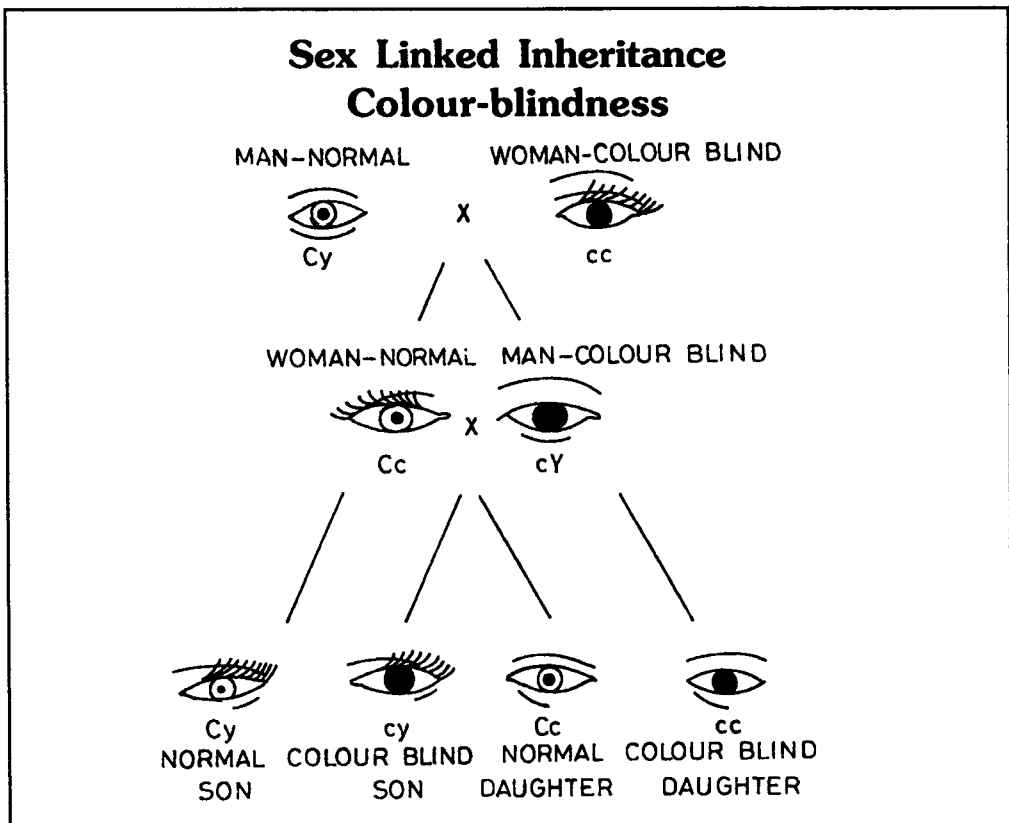 Sex Linked Inheritance
Colour-blindness
MAN-NORMAL WOMAN-COLOUR BLIND
X
Cy cc
WOMAN-NORMAL MAN-COLOUR BLIND
X
Cc cY
Cy cy Cc cc
NORMAL COLOUR BLIND NORMAL COLOUR BLIND
SON SON DAUGHTER DAUGHTER